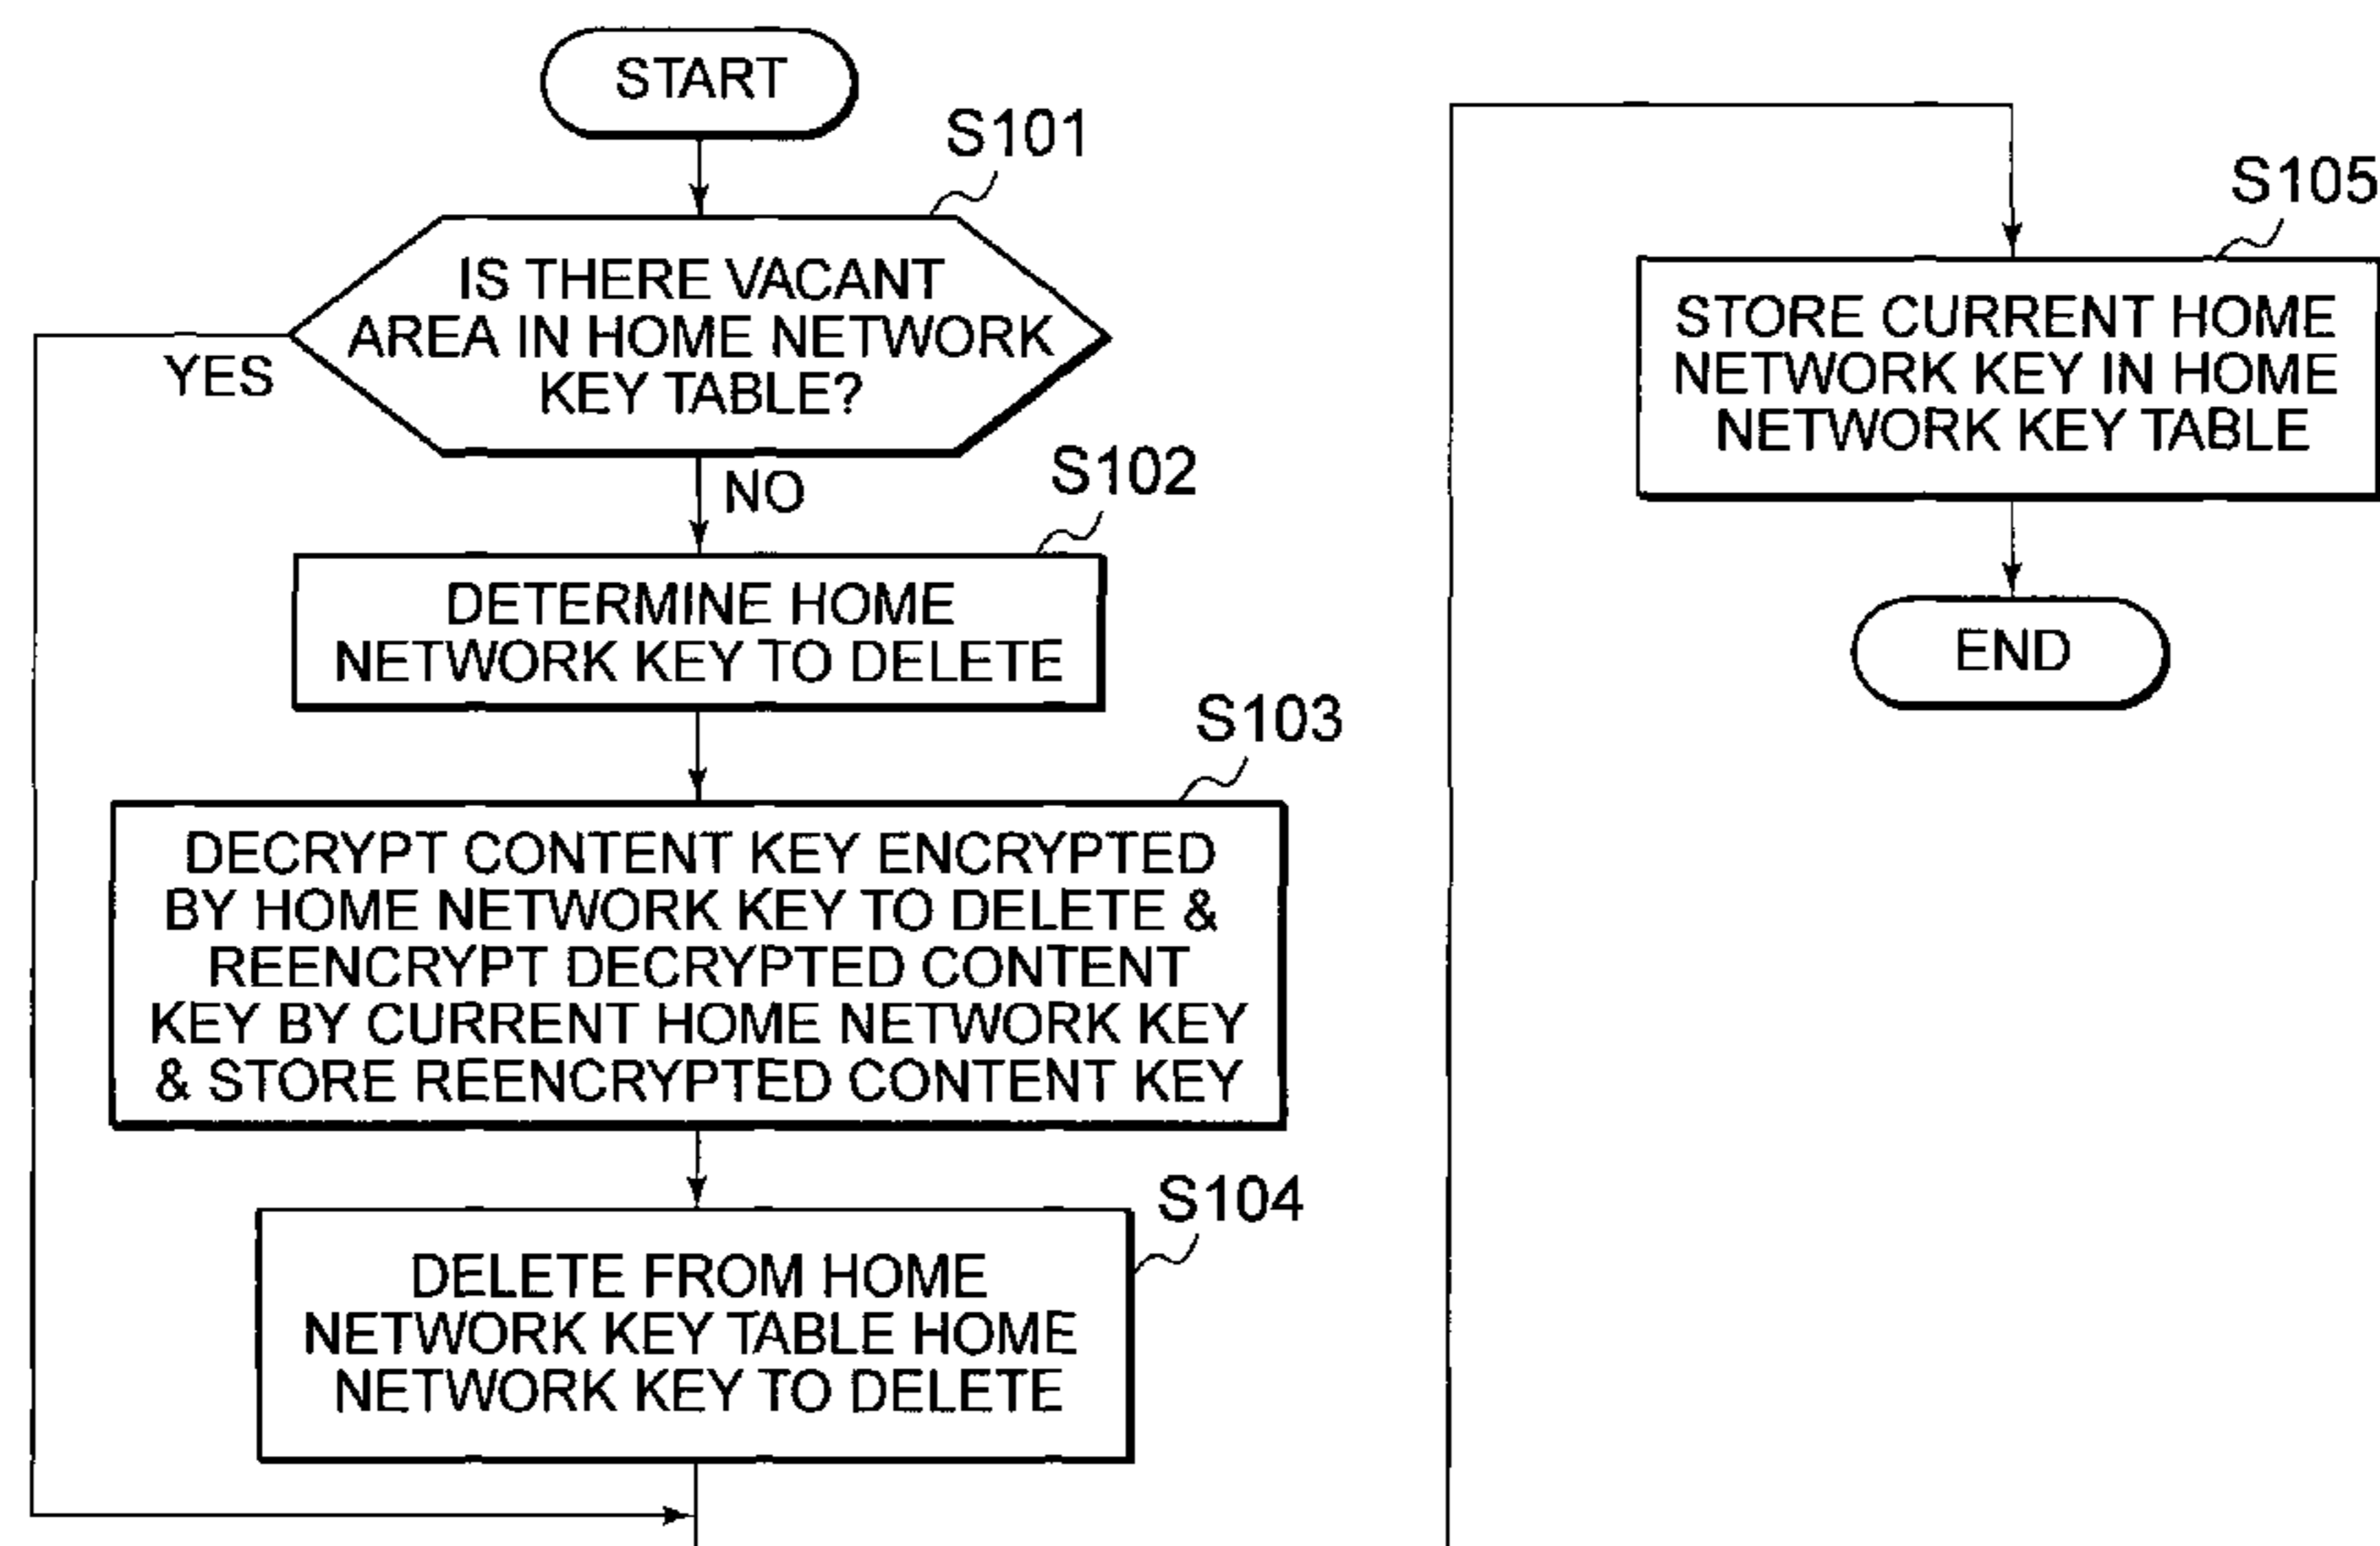 START
S101
IS THERE VACANT
AREA IN HOME NETWORK
KEY TABLE?
YES
NO
S102
DETERMINE HOME
NETWORK KEY TO DELETE
S103
DECRYPT CONTENT KEY ENCRYPTED
BY HOME NETWORK KEY TO DELETE &
REENCRYPT DECRYPTED CONTENT
KEY BY CURRENT HOME NETWORK KEY
& STORE REENCRYPTED CONTENT KEY
S104
DELETE FROM HOME
NETWORK KEY TABLE HOME
NETWORK KEY TO DELETE
S105
STORE CURRENT HOME
NETWORK KEY IN HOME
NETWORK KEY TABLE
END